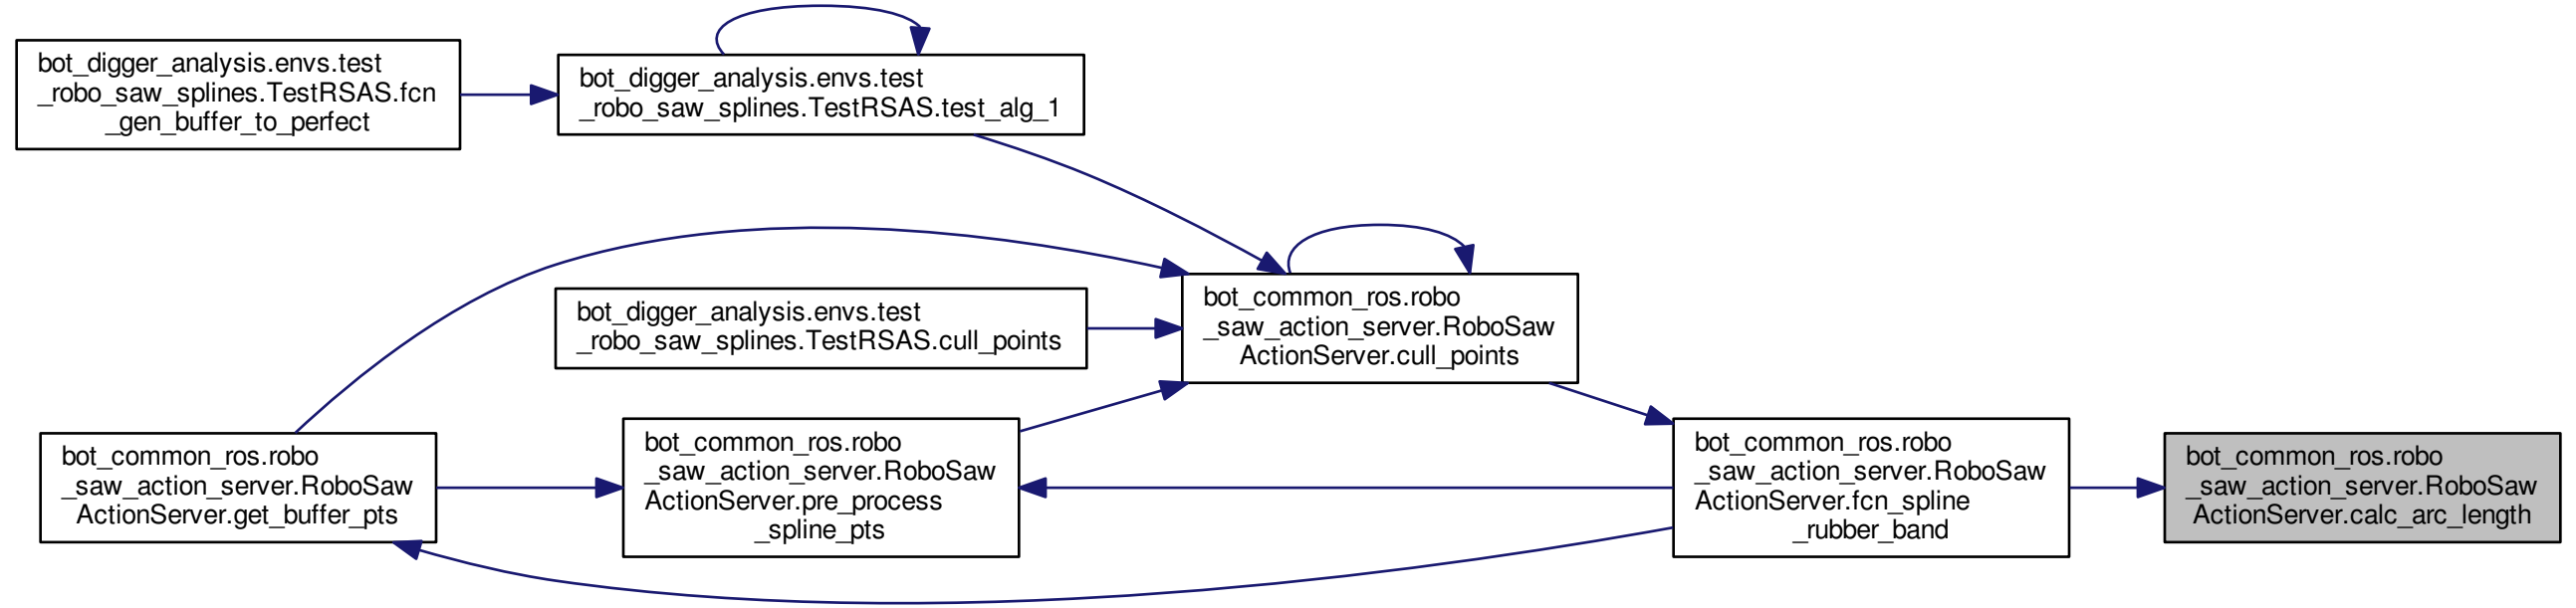 bot_digger_analysis.envs.test
_robo_saw_splines.TestRSAS.fcn
_gen_buffer_to_perfect
bot_digger_analysis.envs.test
_robo_saw_splines.TestRSAS.test_alg_1
bot_common_ros.robo
_saw_action_server.RoboSaw
ActionServer.cull_points
bot_digger_analysis.envs.test
_robo_saw_splines.TestRSAS.cull_points
bot_common_ros.robo
_saw_action_server.RoboSaw
ActionServer.get_buffer_pts
bot_common_ros.robo
_saw_action_server.RoboSaw
ActionServer.pre_process
_spline_pts
bot_common_ros.robo
_saw_action_server.RoboSaw
ActionServer.fcn_spline
_rubber_band
bot_common_ros.robo
_saw_action_server.RoboSaw
ActionServer.calc_arc_length